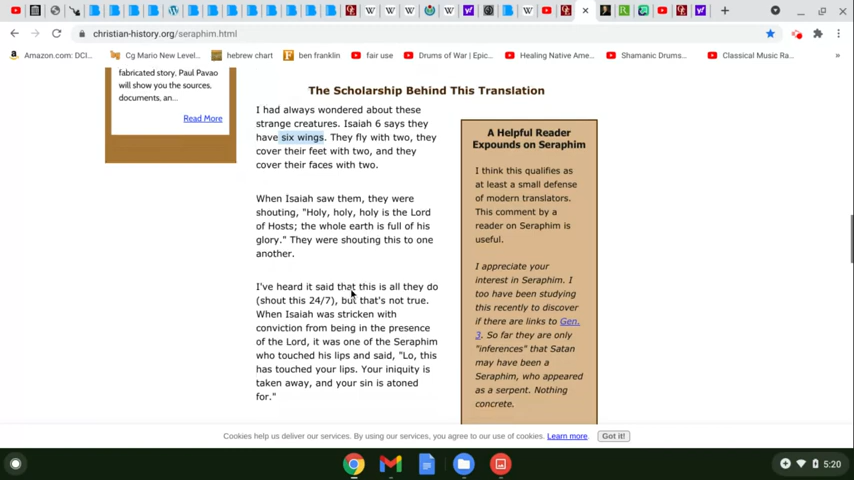 christian-history.org/seraphim.html
Amazon.com: DCI...
Cg Mario New Level...
hebrew chart
ben franklin
fair use
Drums of War | Epic...
Healing Native Ame...
Shamanic Drums...
Classical Music Ra...
»
fabricated story, Paul Pavao
will show you the sources,
documents, an...
Read More
The Scholarship Behind This Translation
I had always wondered about these
strange creatures. Isaiah 6 says they
have six wings. They fly with two, they
cover their feet with two, and they
cover their faces with two.
When Isaiah saw them, they were
shouting, "Holy, holy, holy is the Lord
of Hosts; the whole earth is full of his
glory." They were shouting this to one
another.
I've heard it said that this is all they do
(shout this 24/7), but that's not true.
When Isaiah was stricken with
conviction from being in the presence
of the Lord, it was one of the Seraphim
who touched his lips and said, "Lo, this
has touched your lips. Your iniquity is
taken away, and your sin is atoned
for."
A Helpful Reader
Expounds on Seraphim
I think this qualifies as
at least a small defense
of modern translators.
This comment by a
reader on Seraphim is
useful.
I appreciate your
interest in Seraphim. I
too have been studying
this recently to discover
if there are links to Gen.
3. So far they are only
"inferences" that Satan
may have been a
Seraphim, who appeared
as a serpent. Nothing
concrete.
Cookies help us deliver our services. By using our services, you agree to our use of cookies. Learn more. Got it!
5:20